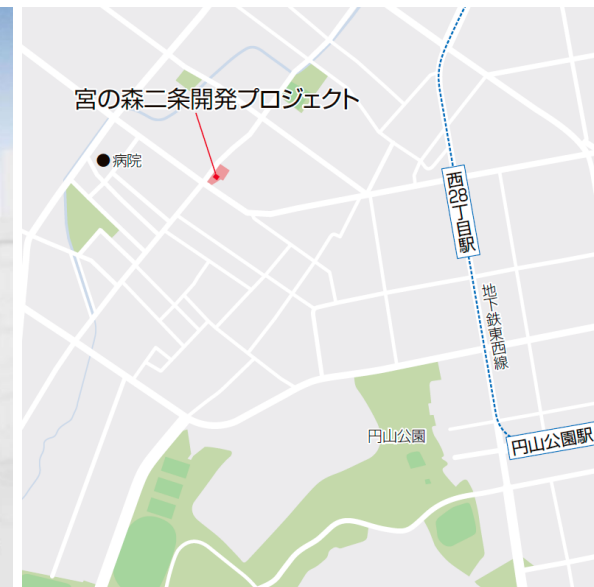 宮の森二条開発プロジェクト
病院
西28丁目駅
地下鉄東西線
円山公園
円山公園駅